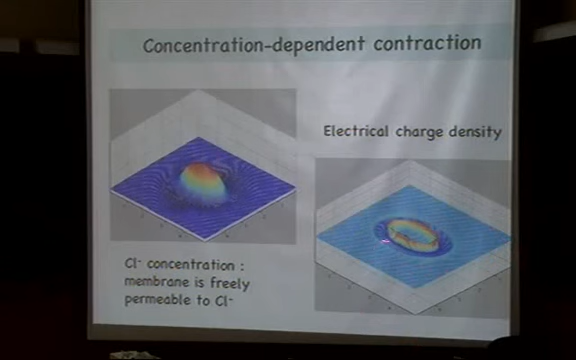 Concentration-dependent contraction
Electrical charge density
Cl⁻ concentration :
membrane is freely
permeable to Cl⁻